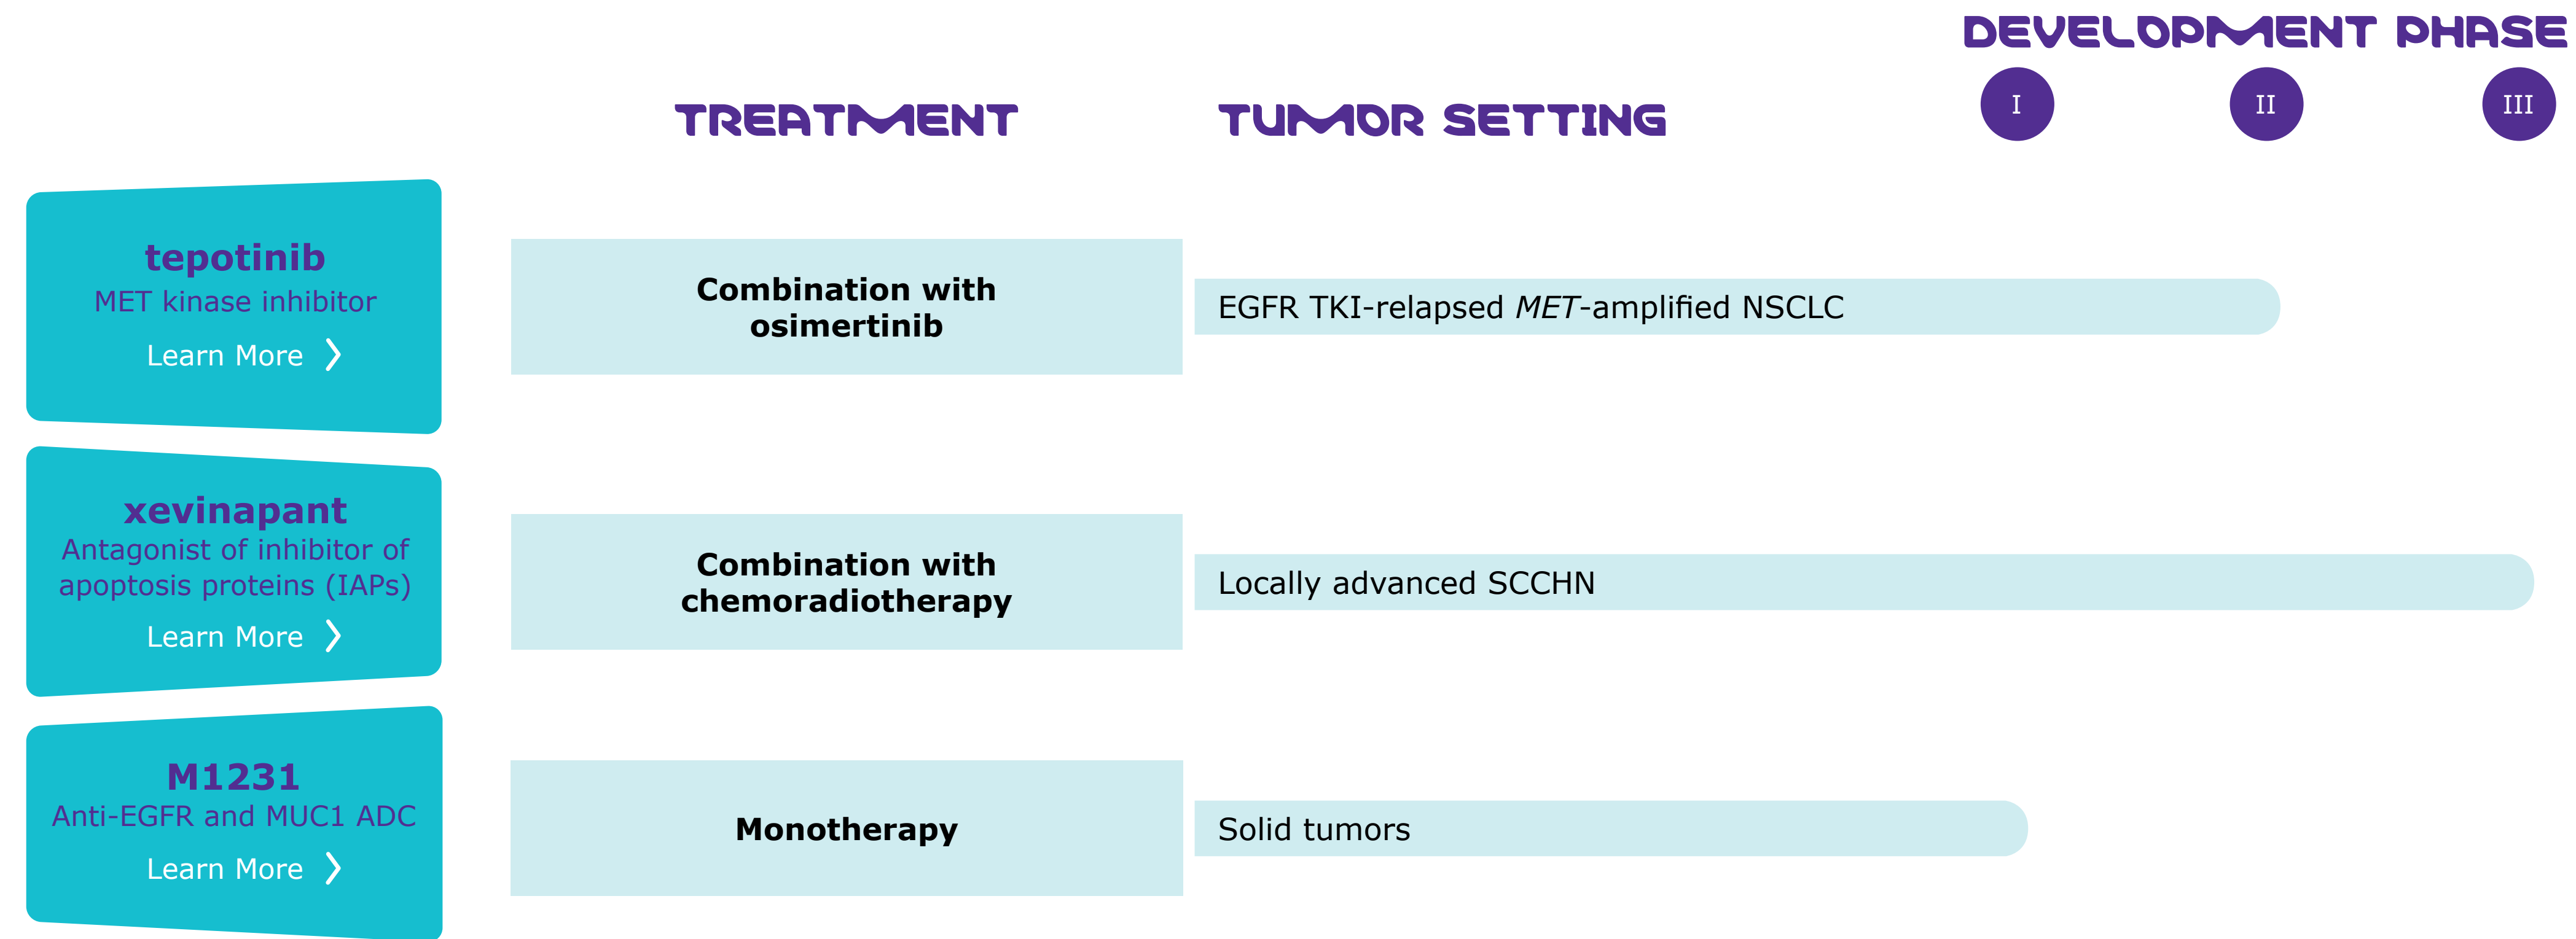 DEVELOPMENT PHASE
TREATMENT
TUMOR SETTING
I
II
III
tepotinib
MET kinase inhibitor
Learn More
Combination with
osimertinib
EGFR TKI-relapsed MET-amplified NSCLC
xevinapant
Antagonist of inhibitor of
apoptosis proteins (IAPs)
Learn More
Combination with
chemoradiotherapy
Locally advanced SCCHN
M1231
Anti-EGFR and MUC1 ADC
Learn More
Monotherapy
Solid tumors